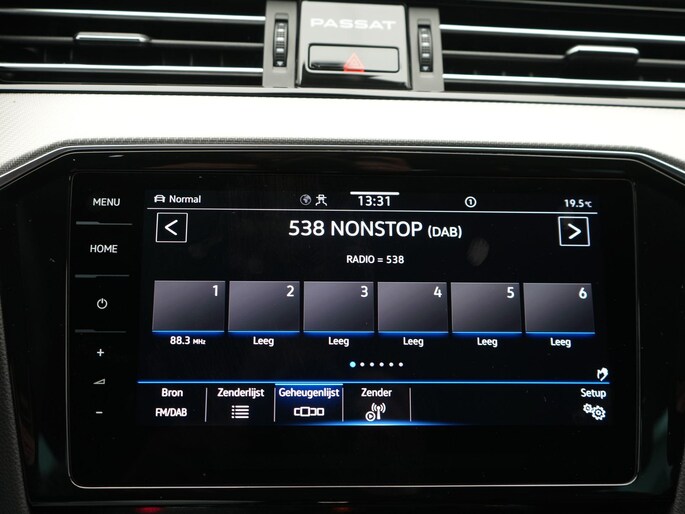 PASSAT
MENU
HOME
Normal
13:31
1
19.5°C
538 NONSTOP (DAB)
RADIO = 538
1 2 3 4 5 6
88.3 MHz Leeg Leeg Leeg Leeg Leeg
Bron Zenderlijst Geheugenlijst Zender Setup
FM/DAB